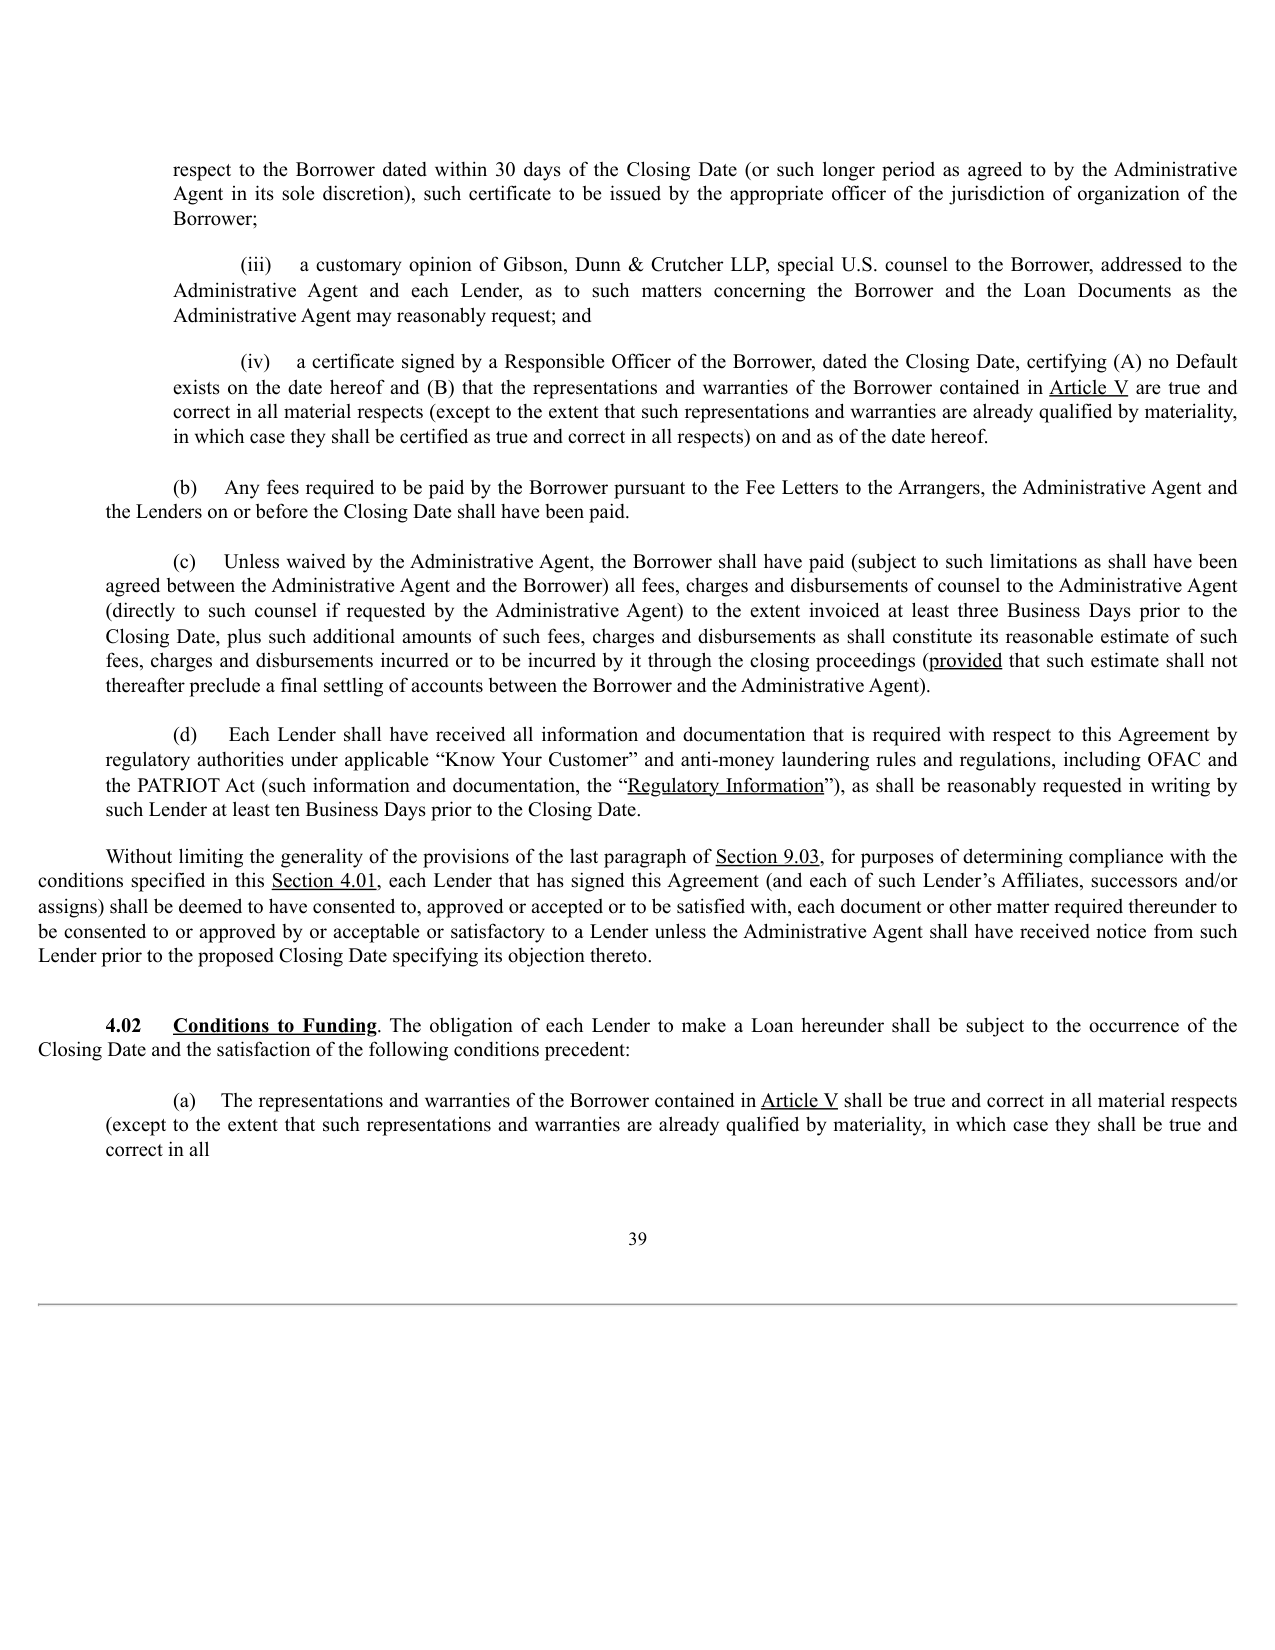 respect to the Borrower dated within 30 days of the Closing Date (or such longer period as agreed to by the Administrative
Agent in its sole discretion), such certificate to be issued by the appropriate officer of the jurisdiction of organization of the
Borrower;
(iii) a customary opinion of Gibson, Dunn & Crutcher LLP, special U.S. counsel to the Borrower, addressed to the
Administrative Agent and each Lender, as to such matters concerning the Borrower and the Loan Documents as the
Administrative Agent may reasonably request; and
(iv) a certificate signed by a Responsible Officer of the Borrower, dated the Closing Date, certifying (A) no Default
exists on the date hereof and (B) that the representations and warranties of the Borrower contained in Article V are true and
correct in all material respects (except to the extent that such representations and warranties are already qualified by materiality,
in which case they shall be certified as true and correct in all respects) on and as of the date hereof.
(b) Any fees required to be paid by the Borrower pursuant to the Fee Letters to the Arrangers, the Administrative Agent and
the Lenders on or before the Closing Date shall have been paid.
(c) Unless waived by the Administrative Agent, the Borrower shall have paid (subject to such limitations as shall have been
agreed between the Administrative Agent and the Borrower) all fees, charges and disbursements of counsel to the Administrative Agent
(directly to such counsel if requested by the Administrative Agent) to the extent invoiced at least three Business Days prior to the
Closing Date, plus such additional amounts of such fees, charges and disbursements as shall constitute its reasonable estimate of such
fees, charges and disbursements incurred or to be incurred by it through the closing proceedings (provided that such estimate shall not
thereafter preclude a final settling of accounts between the Borrower and the Administrative Agent).
(d) Each Lender shall have received all information and documentation that is required with respect to this Agreement by
regulatory authorities under applicable “Know Your Customer” and anti-money laundering rules and regulations, including OFAC and
the PATRIOT Act (such information and documentation, the “Regulatory Information”), as shall be reasonably requested in writing by
such Lender at least ten Business Days prior to the Closing Date.
Without limiting the generality of the provisions of the last paragraph of Section 9.03, for purposes of determining compliance with the
conditions specified in this Section 4.01, each Lender that has signed this Agreement (and each of such Lender’s Affiliates, successors and/or
assigns) shall be deemed to have consented to, approved or accepted or to be satisfied with, each document or other matter required thereunder to
be consented to or approved by or acceptable or satisfactory to a Lender unless the Administrative Agent shall have received notice from such
Lender prior to the proposed Closing Date specifying its objection thereto.
4.02 Conditions to Funding. The obligation of each Lender to make a Loan hereunder shall be subject to the occurrence of the
Closing Date and the satisfaction of the following conditions precedent:
(a) The representations and warranties of the Borrower contained in Article V shall be true and correct in all material respects
(except to the extent that such representations and warranties are already qualified by materiality, in which case they shall be true and
correct in all
39